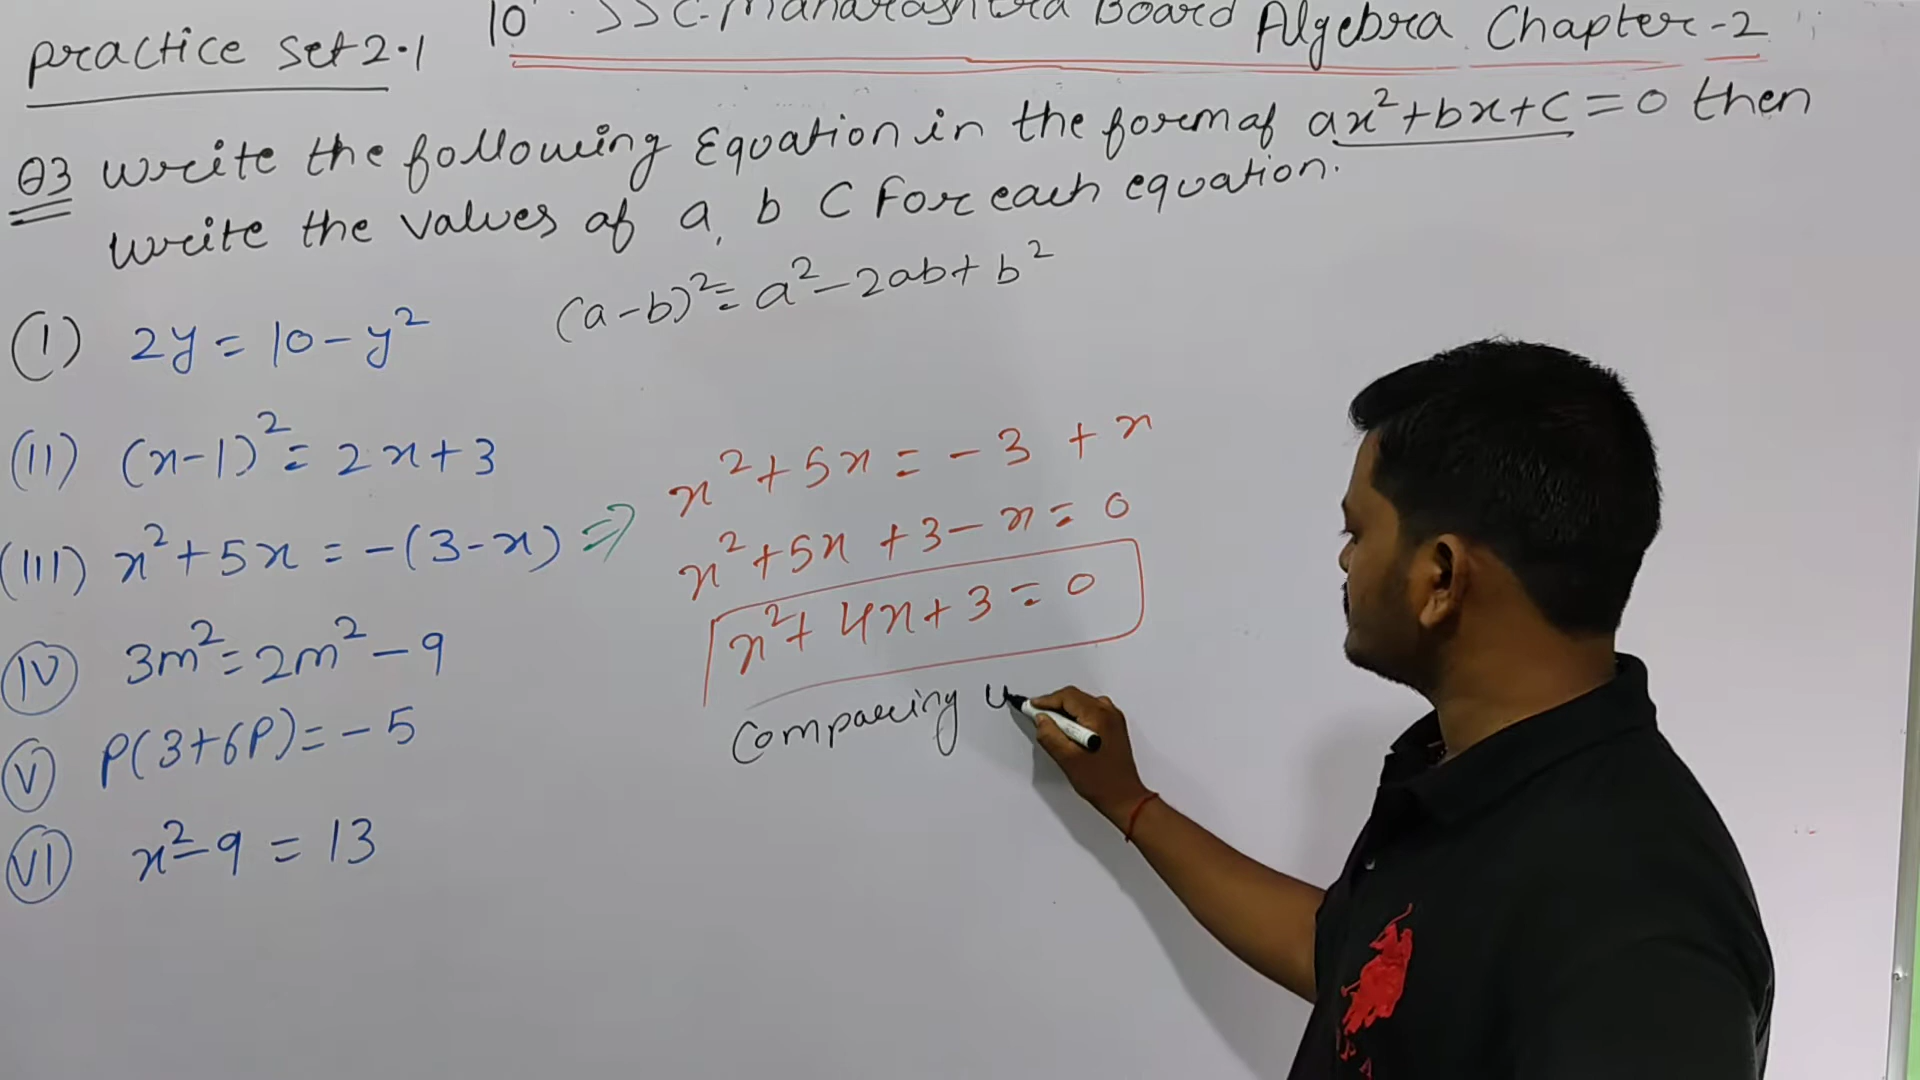 Practice Set 2.1
10 SSC-Maharashtra Board Algebra Chapter-2
Q3 Write the following Equation in the form of ax²+bx+c=0 then
write the values of a, b c for each equation.
(a-b)²=a²-2ab+b²
(I) 2y=10-y²
(II) (x-1)²=2x+3
(III) x²+5x=-(3-x) ⇒
(IV) 3m²=2m²-9
(V) P(3+6P)=-5
(VI) x²-9=13
x²+5x=-3+x
x²+5x+3-x=0
x²+4x+3=0
Comparing